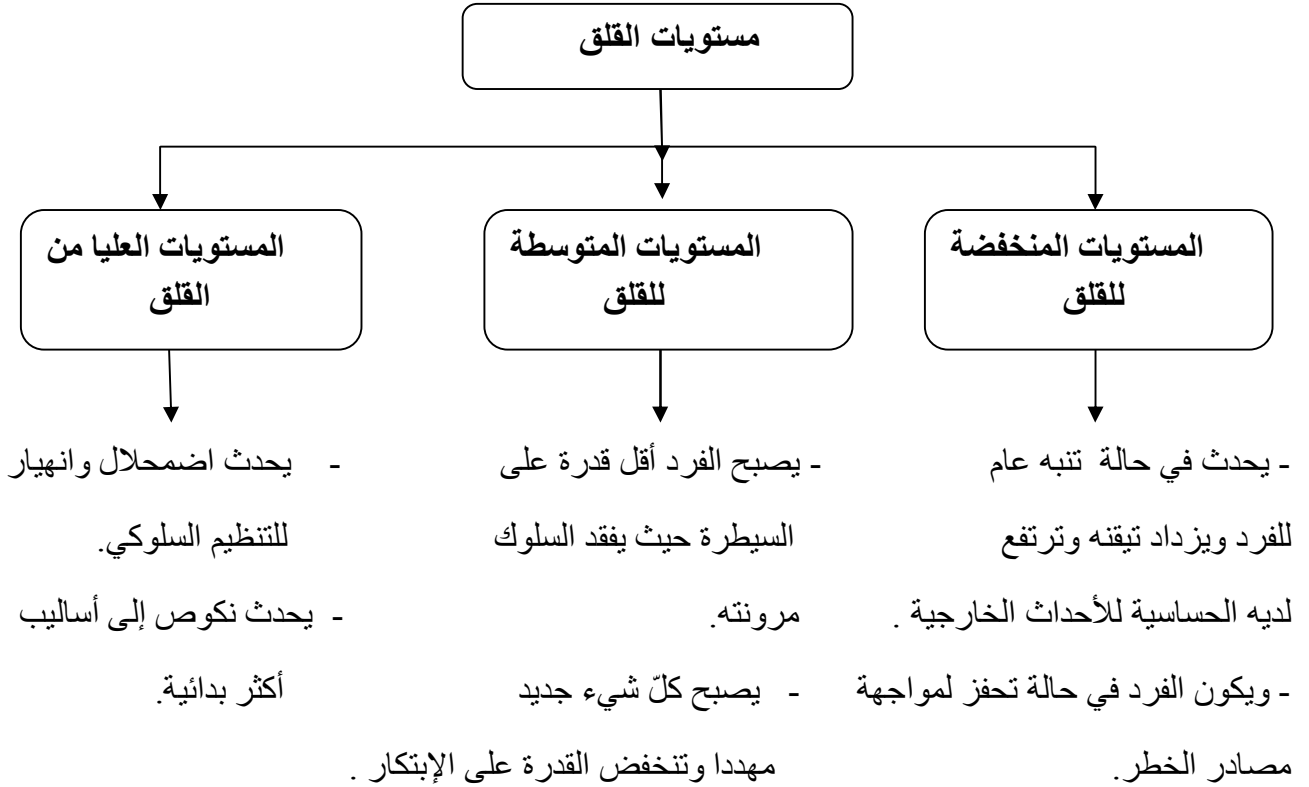 مستويات القلق
المستويات المنخفضة
للقلق
المستويات المتوسطة
للقلق
المستويات العليا من
القلق
- يحدث في حالة تنبه عام
للفرد ويزداد تيقنه وترتفع
لديه الحساسية للأحداث الخارجية .
- ويكون الفرد في حالة تحفز لمواجهة
مصادر الخطر.
- يصبح الفرد أقل قدرة على
السيطرة حيث يفقد السلوك
مرونته.
- يصبح كلّ شيء جديد
مهددا وتنخفض القدرة على الإبتكار .
- يحدث اضمحلال وانهيار
للتنظيم السلوكي.
- يحدث نكوص إلى أساليب
أكثر بدائية.